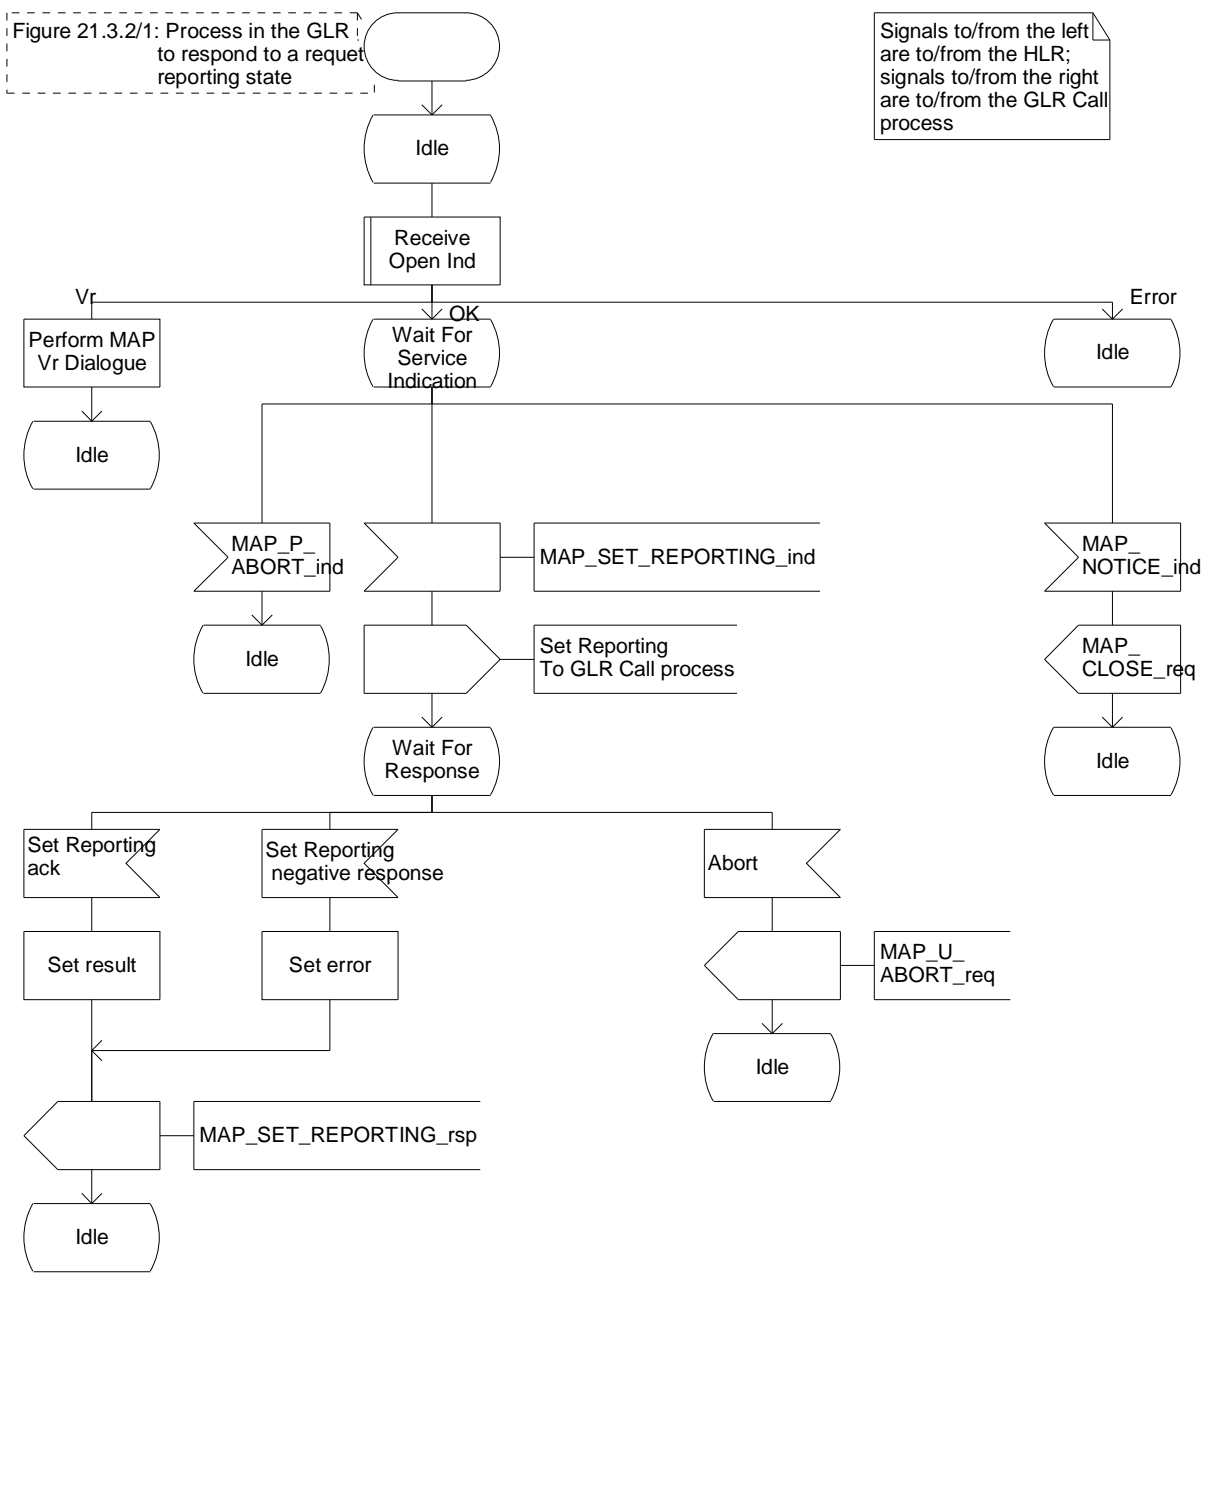 Figure 21.3.2/1: Process in the GLR
to respond to a requet
reporting state
Signals to/from the left
are to/from the HLR;
signals to/from the right
are to/from the GLR Call
process
Idle
Receive
Open Ind
Vr
OK
Error
Perform MAP
Vr Dialogue
Wait For
Service
Indication
Idle
Idle
MAP_P_
ABORT_ind
MAP_SET_REPORTING_ind
MAP_
NOTICE_ind
Idle
Set Reporting
To GLR Call process
MAP_
CLOSE_req
Wait For
Response
Idle
Set Reporting
ack
Set Reporting
negative response
Abort
Set result
Set error
MAP_U_
ABORT_req
Idle
MAP_SET_REPORTING_rsp
Idle